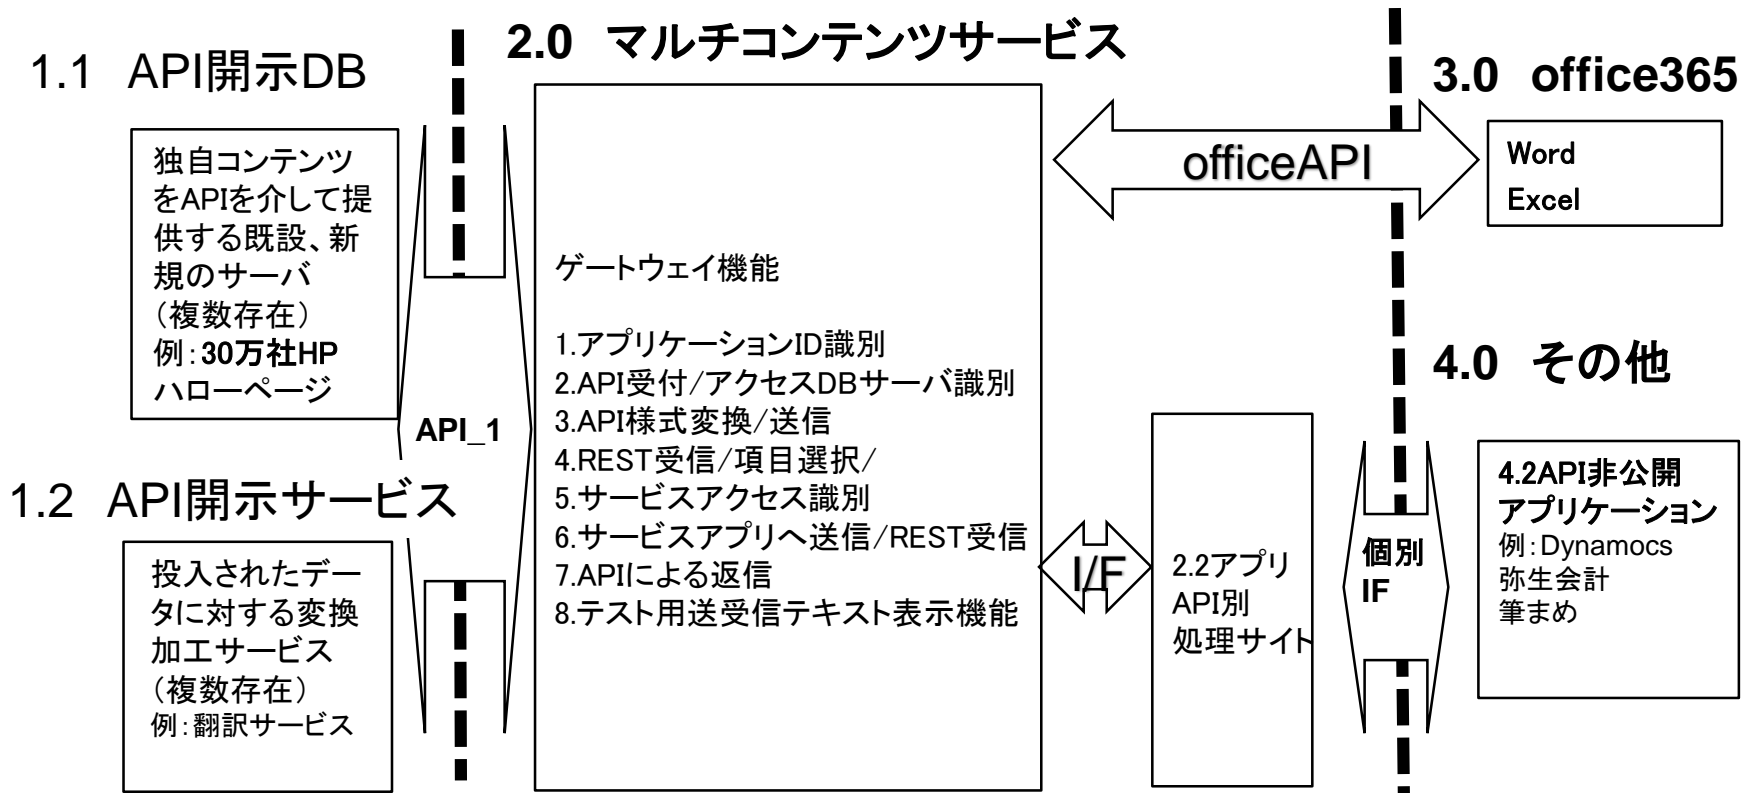 1.1 API開示DB
独自コンテンツ
をAPIを介して提
供する既設、新
規のサーバ
（複数存在）
例：30万社HP
ハローページ
API_1
1.2 API開示サービス
投入されたデー
タに対する変換
加工サービス
（複数存在）
例：翻訳サービス
2.0 マルチコンテンツサービス
ゲートウェイ機能
1.アプリケーションID識別
2.API受付/アクセスDBサーバ識別
3.API様式変換/送信
4.REST受信/項目選択/
5.サービスアクセス識別
6.サービスアプリへ送信/REST受信
7.APIによる返信
8.テスト用送受信テキスト表示機能
officeAPI
I/F
2.2アプリ
API別
処理サイト
3.0 office365
Word
Excel
4.0 その他
個別
IF
4.2API非公開
アプリケーション
例：Dynamocs
弥生会計
筆まめ